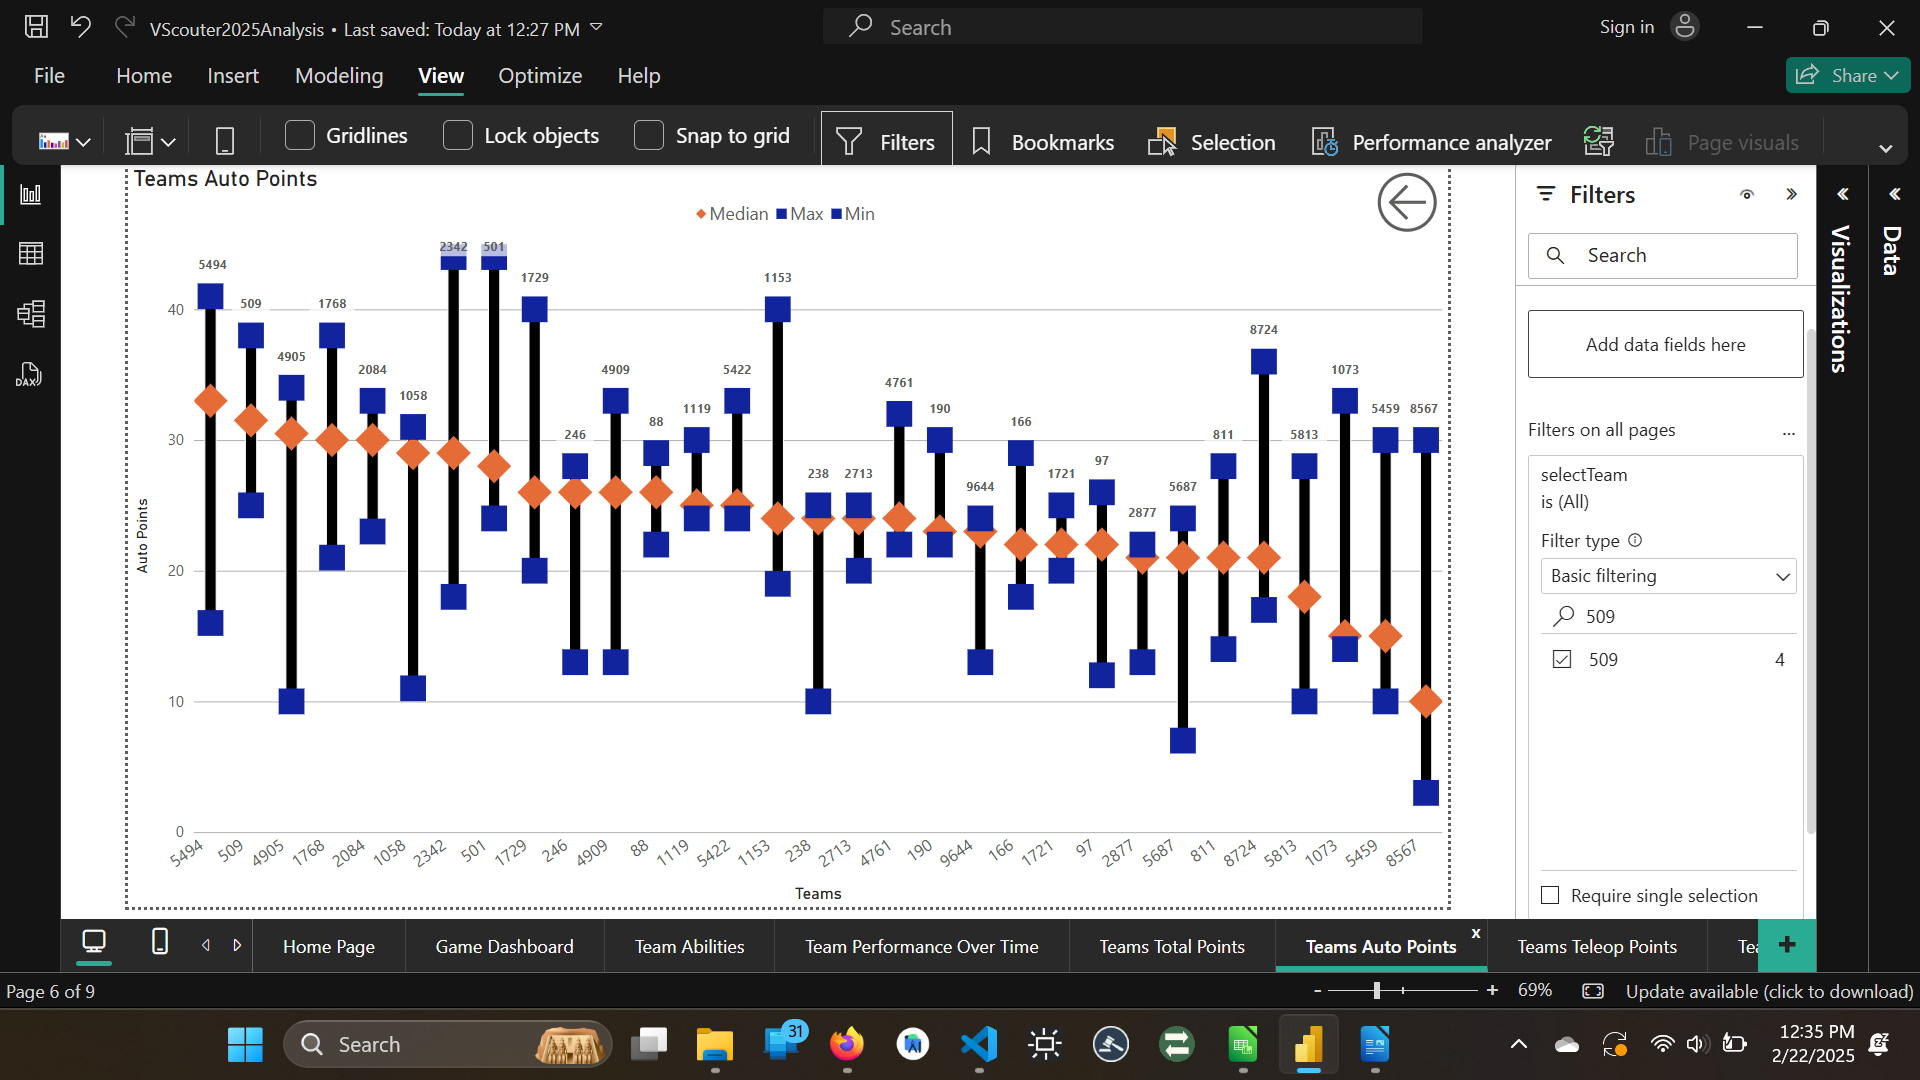 VScouter2025Analysis • Last saved: Today at 12:27 PM
Search
Sign in
File Home Insert Modeling View Optimize Help
Share
Gridlines Lock objects Snap to grid Filters Bookmarks Selection Performance analyzer Page visuals
Teams Auto Points
Median Max Min
2342 501
5494 1729 1153
509 1768
8724
4905 2084 4909 5422 1073
4761
1058 1119 190 5459 8567
88 166
246 811 5813
97
238 2713 1721
9644 5687
2877
40
30
20
10
0
Auto Points
5494 509 4905 1768 2084 1058 2342 501 1729 246 4909 88 1119 5422 1153 238 2713 4761 190 9644 166 1721 97 2877 5687 811 8724 5813 1073 5459 8567
Teams
DAX
Filters
Search
Add data fields here
Filters on all pages ...
selectTeam
is (All)
Filter type
Basic filtering
509
509 4
Require single selection
Visualizations
Data
Home Page Game Dashboard Team Abilities Team Performance Over Time Teams Total Points Teams Auto Points x Teams Teleop Points Te
+
Page 6 of 9
- + 69% Update available (click to download)
Search
31
12:35 PM
2/22/2025